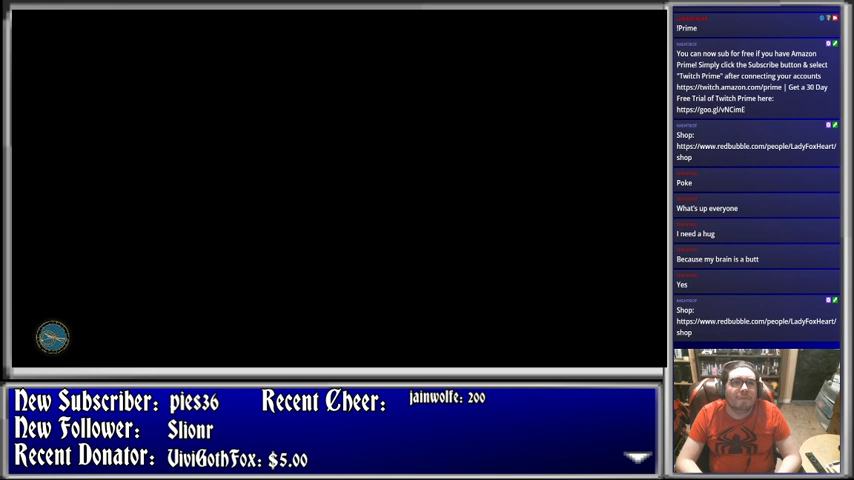 New Subscriber: pies36
Recent Cheer: jainwolfe: 200
New Follower: Slionr
Recent Donator: ViviGothFox: $5.00
!Prime
You can now sub for free if you have Amazon
Prime! Simply click the Subscribe button & select
"Twitch Prime" after connecting your accounts
https://twitch.amazon.com/prime | Get a 30 Day
Free Trial of Twitch Prime here:
https://goo.gl/vNCimE
Shop:
https://www.redbubble.com/people/LadyFoxHeart/
shop
Poke
What's up everyone
I need a hug
Because my brain is a butt
Yes
Shop:
https://www.redbubble.com/people/LadyFoxHeart/
shop